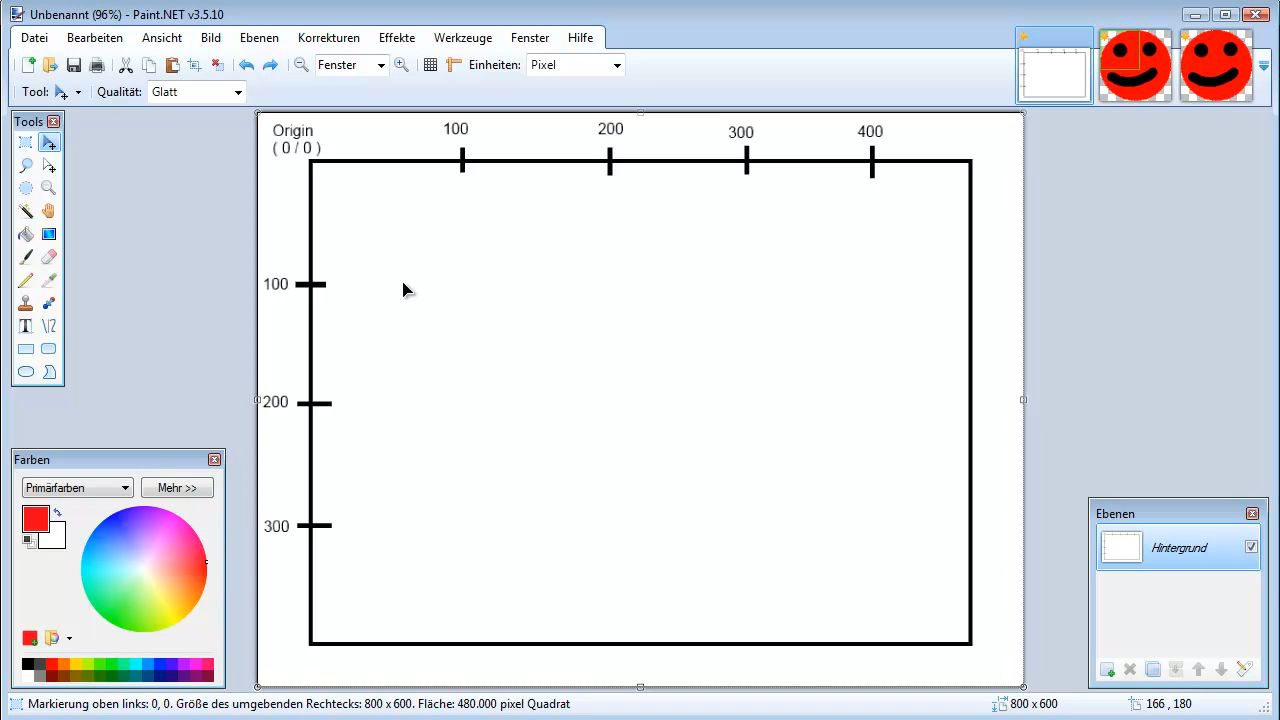 Unbenannt (96%) - Paint.NET v3.5.10
Datei Bearbeiten Ansicht Bild Ebenen Korrekturen Effekte Werkzeuge Fenster Hilfe
Fenster Einheiten: Pixel
Tool: Qualität: Glatt
Tools
Origin 100 200 300 400
( 0 / 0 )
100
200
300
Farben
Primärfarben Mehr >>
Ebenen
Hintergrund
Markierung oben links: 0, 0. Größe des umgebenden Rechtecks: 800 x 600. Fläche: 480.000 pixel Quadrat 800 x 600 166 , 180